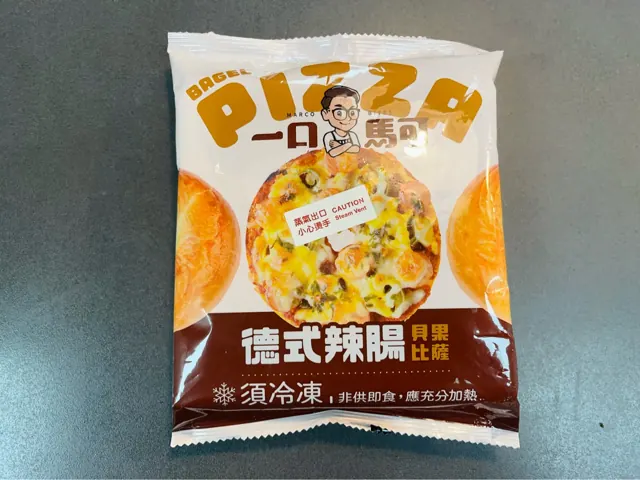 BAGEL
PIZZA
MARCO
一口 馬可
蒸氣出口 CAUTION
小心燙手 Steam Vent
德式辣腸 貝果比薩
須冷凍，非供即食，應充分加熱